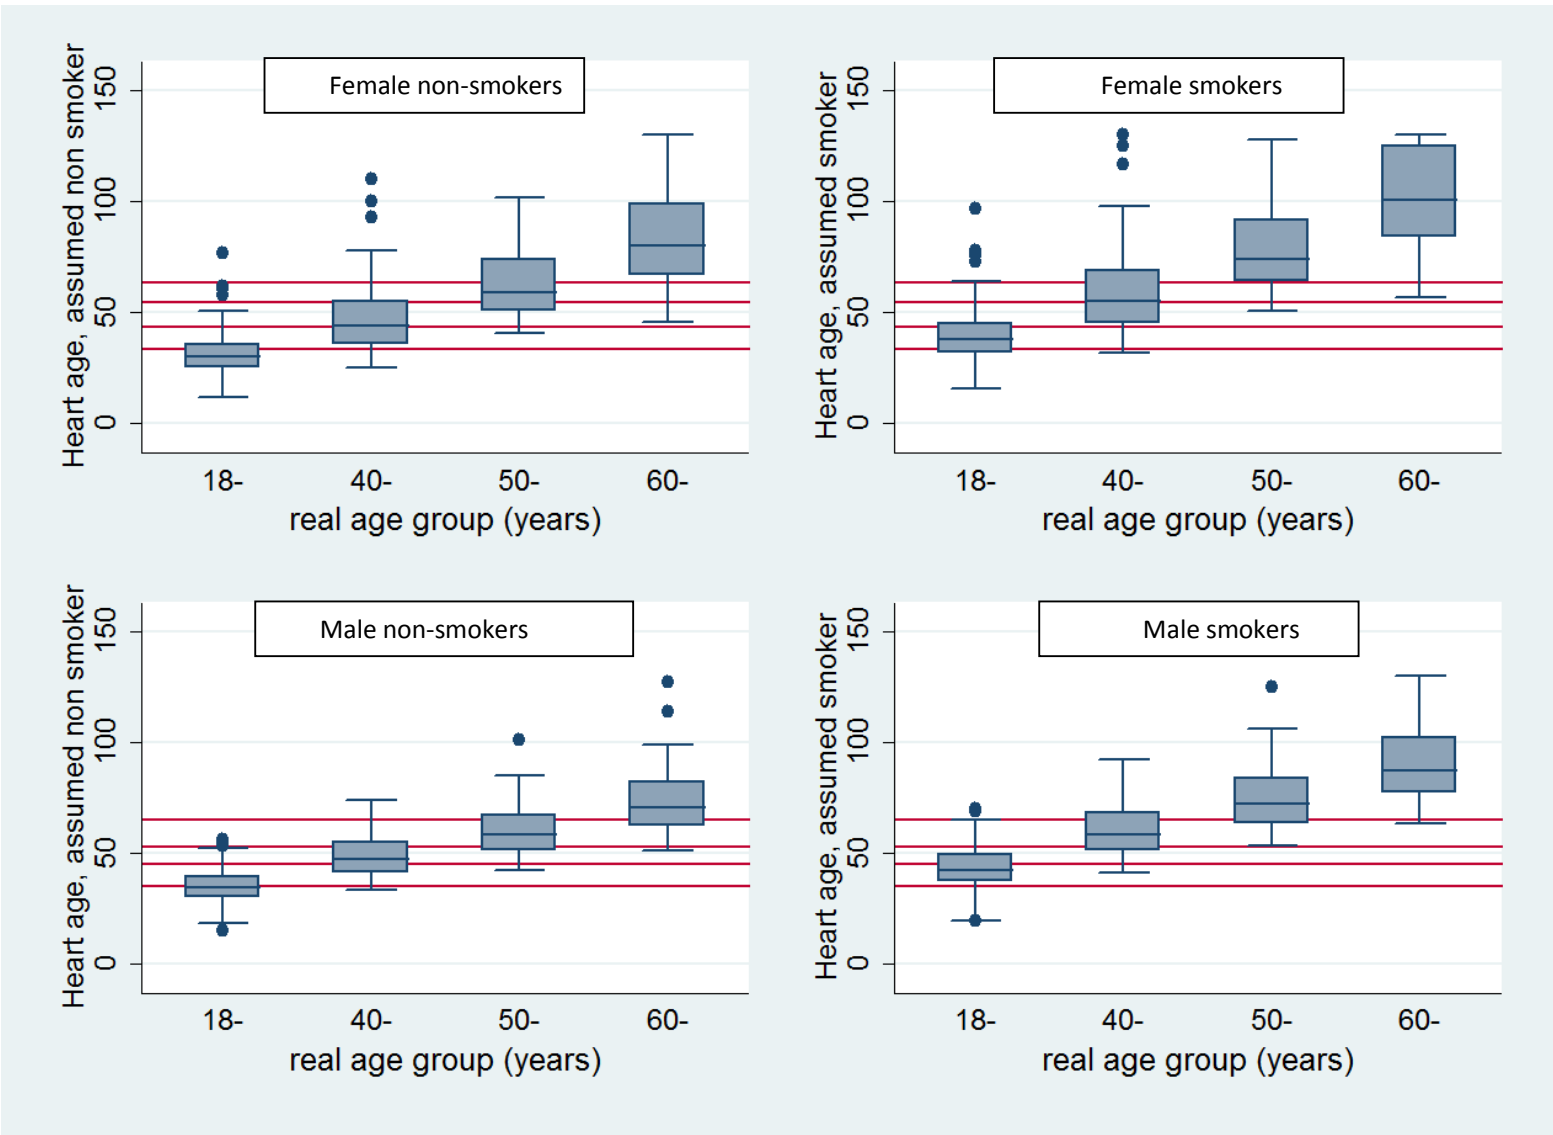 Female non-smokers
Heart age, assumed non smoker
150
100
50
0
18- 40- 50- 60-
real age group (years)
Female smokers
Heart age, assumed smoker
150
100
50
0
18- 40- 50- 60-
real age group (years)
Male non-smokers
Heart age, assumed non smoker
150
100
50
0
18- 40- 50- 60-
real age group (years)
Male smokers
Heart age, assumed smoker
150
100
50
0
18- 40- 50- 60-
real age group (years)